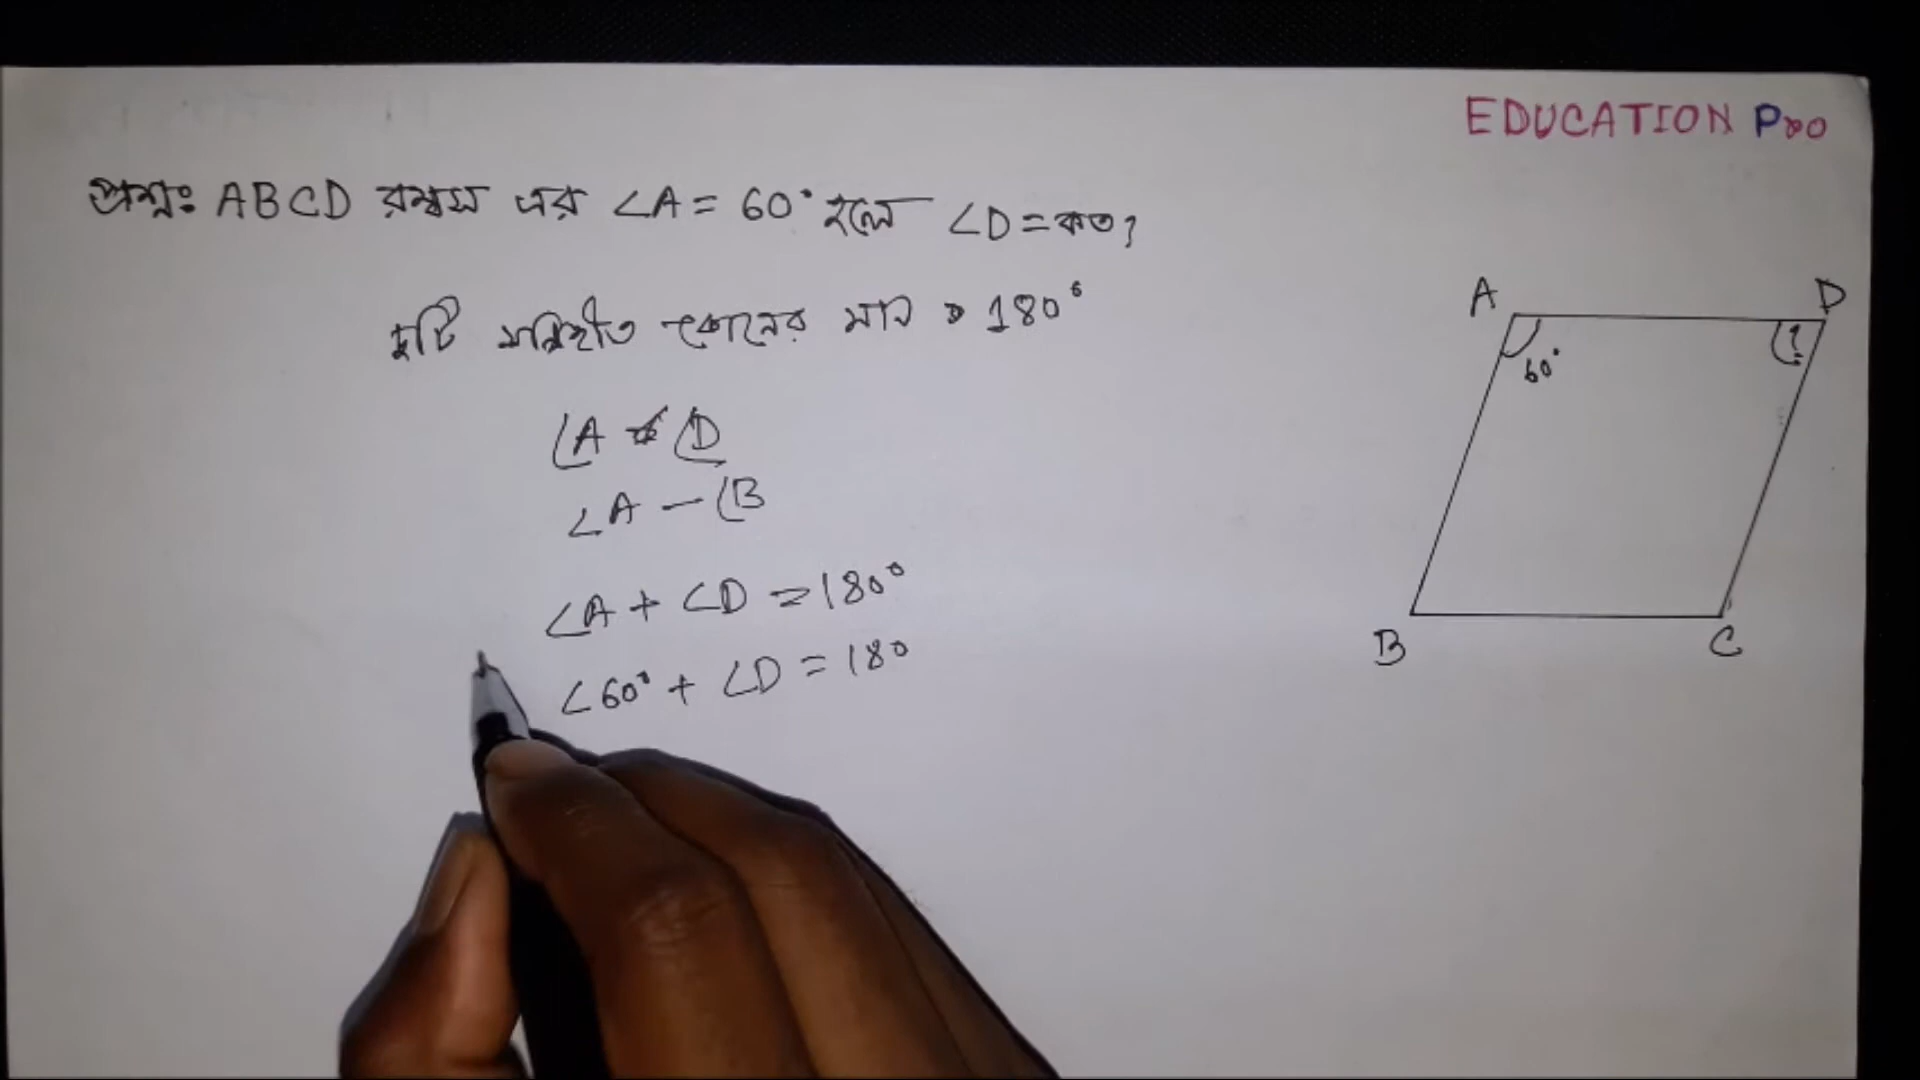 EDUCATION Pro
প্রশ্নঃ ABCD রম্বস এর ∠A = 60° হলে ∠D = কত?
দুটি সন্নিহীত কোনের মান 180°
∠A ∠D
∠A — ∠B
∠A + ∠D = 180°
∠60° + ∠D = 180
A D
60° ?
B C